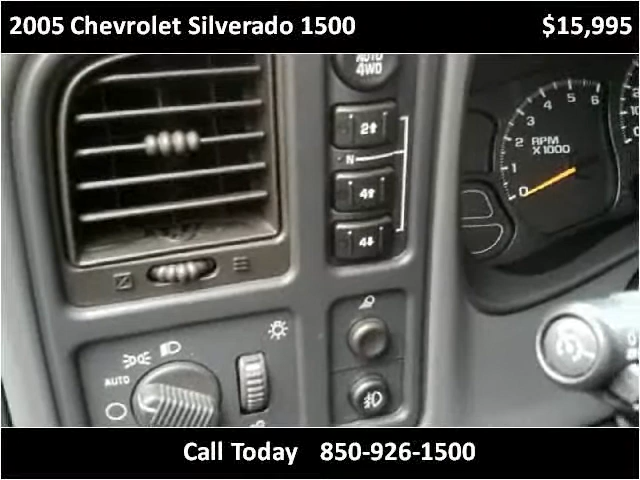 2005 Chevrolet Silverado 1500 $15,995
AUTO
4WD
2↑
N
4↑
4↓
RPM
X1000
0
1
2
3
4
5
6
AUTO
Call Today 850-926-1500